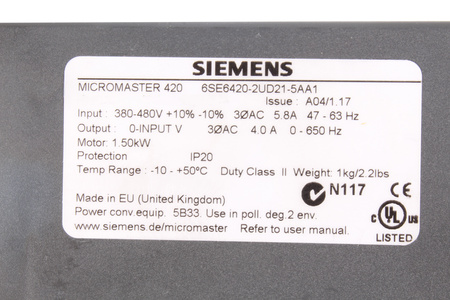 SIEMENS
MICROMASTER 420 6SE6420-2UD21-5AA1
Issue : A04/1.17
Input : 380-480V +10% -10% 3ØAC 5.8A 47 - 63 Hz
Output : 0-INPUT V 3ØAC 4.0 A 0 - 650 Hz
Motor: 1.50kW
Protection IP20
Temp Range : -10 - +50°C Duty Class II Weight: 1kg/2.2lbs
N117 CE
Made in EU (United Kingdom)
Power conv.equip. 5B33. Use in poll. deg.2 env.
www.siemens.de/micromaster Refer to user manual.
C UL US
LISTED